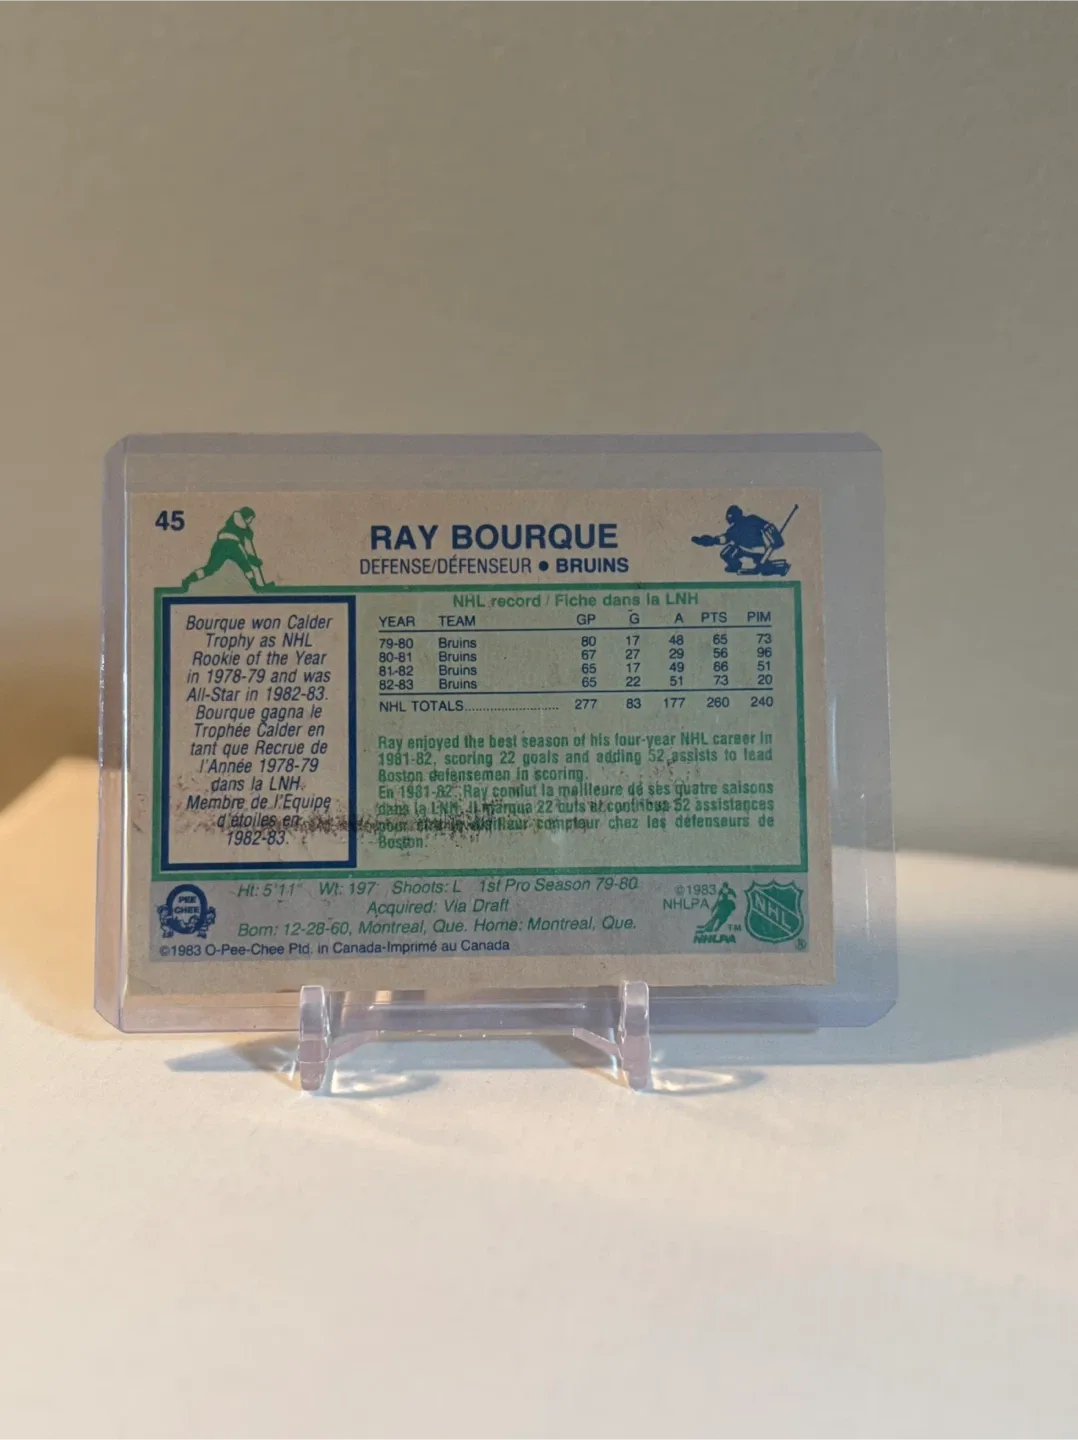 45
RAY BOURQUE
DEFENSE/DÉFENSEUR • BRUINS
Bourque won Calder
Trophy as NHL
Rookie of the Year
in 1978-79 and was
All-Star in 1982-83.
Bourque gagna le
Trophée Calder en
tant que Recrue de
l'Année 1978-79
dans la LNH.
Membre de l'Equipe
d'étoiles en
1982-83.
NHL record / Fiche dans la LNH
YEAR TEAM GP G A PTS PIM
79-80 Bruins 80 17 48 65 73
80-81 Bruins 67 27 29 56 96
81-82 Bruins 65 17 49 66 51
82-83 Bruins 65 22 51 73 20
NHL TOTALS........................ 277 83 177 260 240
Ray enjoyed the best season of his four-year NHL career in
1981-82, scoring 22 goals and adding 52 assists to lead
Boston defensemen in scoring.
En 1981-82, Ray conclut la meilleure de ses quatre saisons
dans la LNH. Il marqua 22 buts et contribua 52 assistances
pour meilleur compteur chez les défenseurs de
Boston.
PEE
CHEE
Ht: 5'11" Wt: 197 Shoots: L 1st Pro Season 79-80
Acquired: Via Draft
Born: 12-28-60, Montreal, Que. Home: Montreal, Que.
©1983 O-Pee-Chee Ptd. in Canada-Imprimé au Canada
©1983
NHLPA
TM
NHLPA
NHL
®